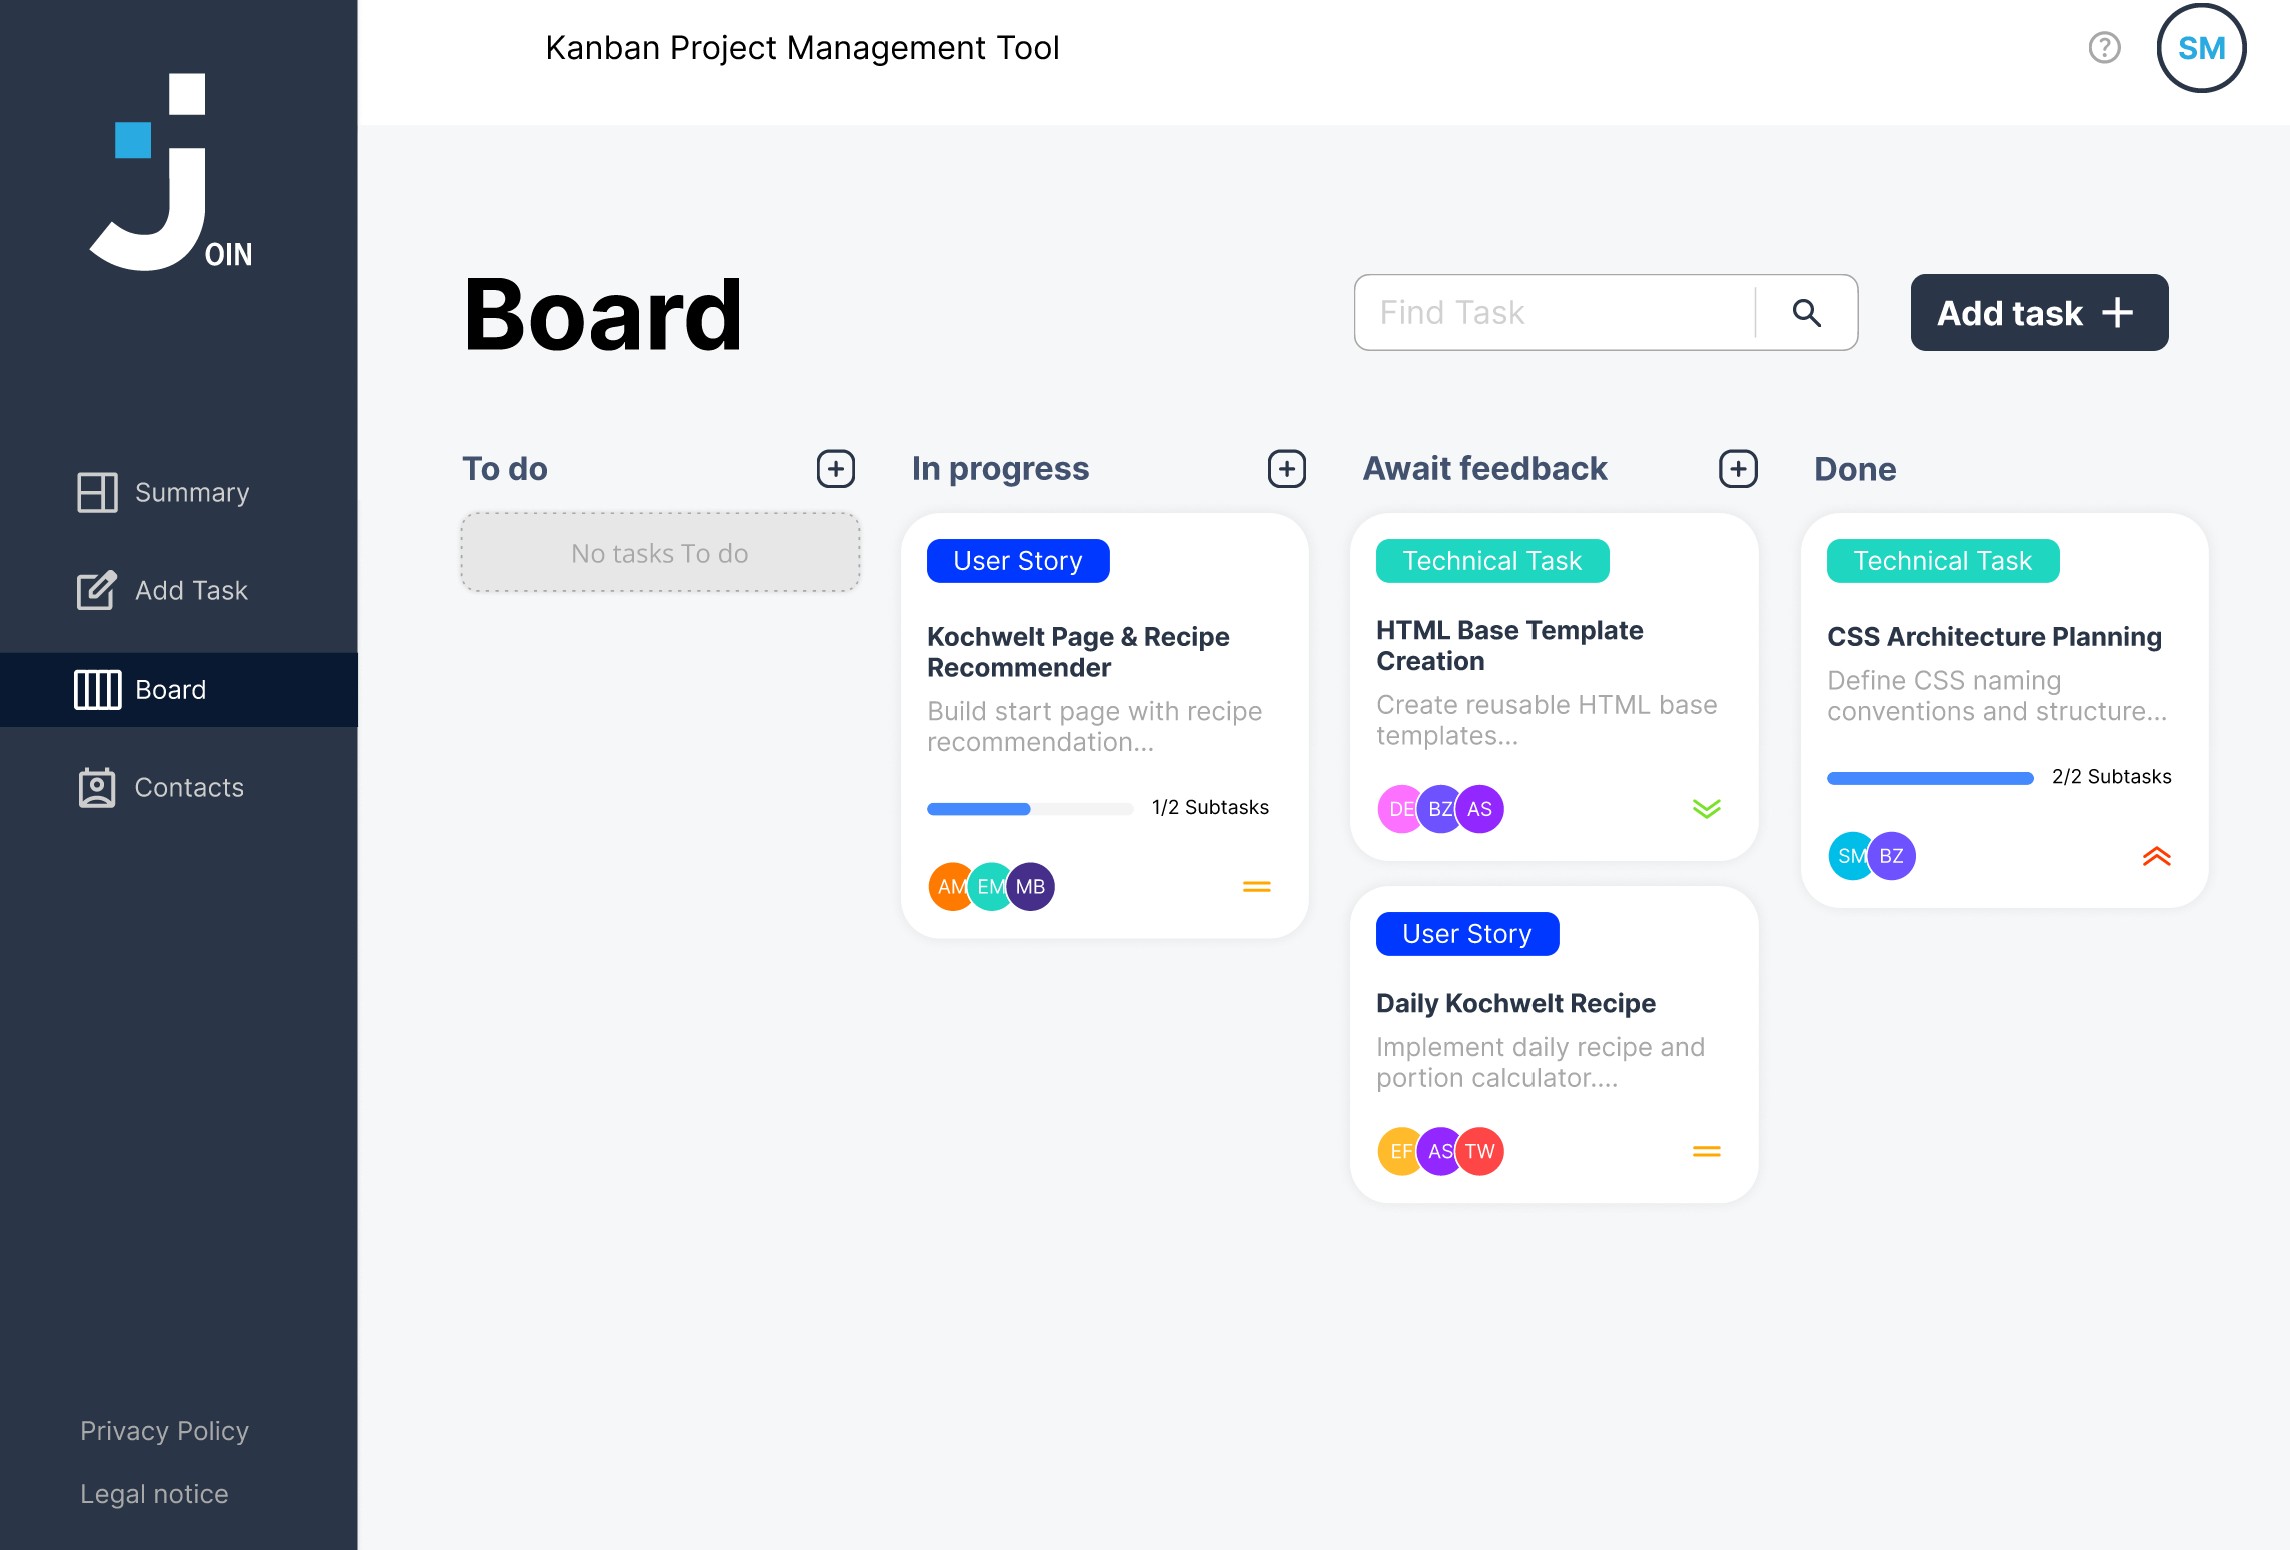 Kanban Project Management Tool
SM
OIN
Summary
Add Task
Board
Contacts
Privacy Policy
Legal notice
Board
Find Task
Add task
To do
No tasks To do
In progress
User Story
Kochwelt Page & Recipe
Recommender
Build start page with recipe
recommendation...
1/2 Subtasks
AM EM MB
Await feedback
Technical Task
HTML Base Template
Creation
Create reusable HTML base
templates...
DE BZ AS
User Story
Daily Kochwelt Recipe
Implement daily recipe and
portion calculator....
EF AS TW
Done
Technical Task
CSS Architecture Planning
Define CSS naming
conventions and structure...
2/2 Subtasks
SM BZ